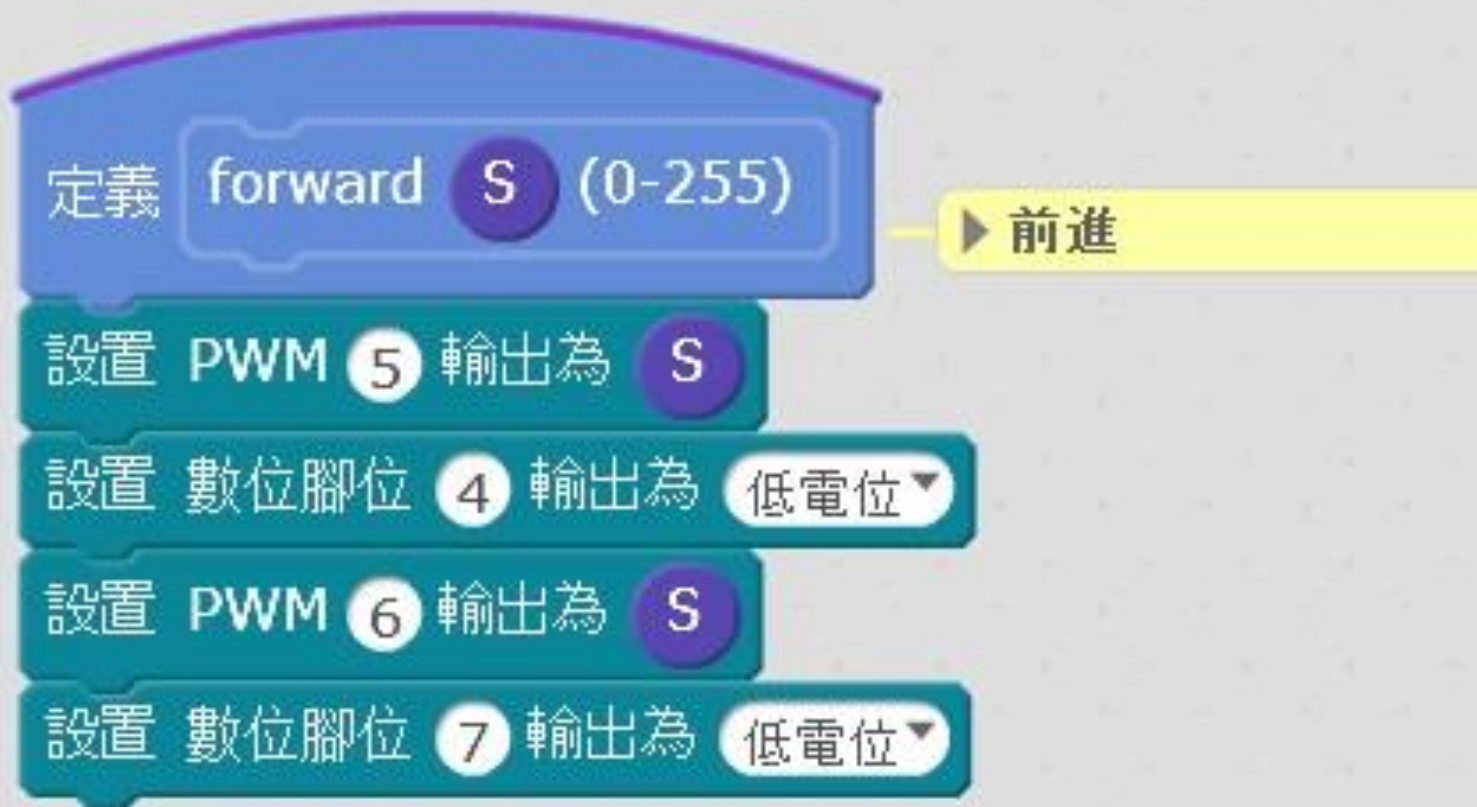 定義 forward S (0-255)
前進
設置 PWM 5 輸出為 S
設置 數位腳位 4 輸出為 低電位
設置 PWM 6 輸出為 S
設置 數位腳位 7 輸出為 低電位